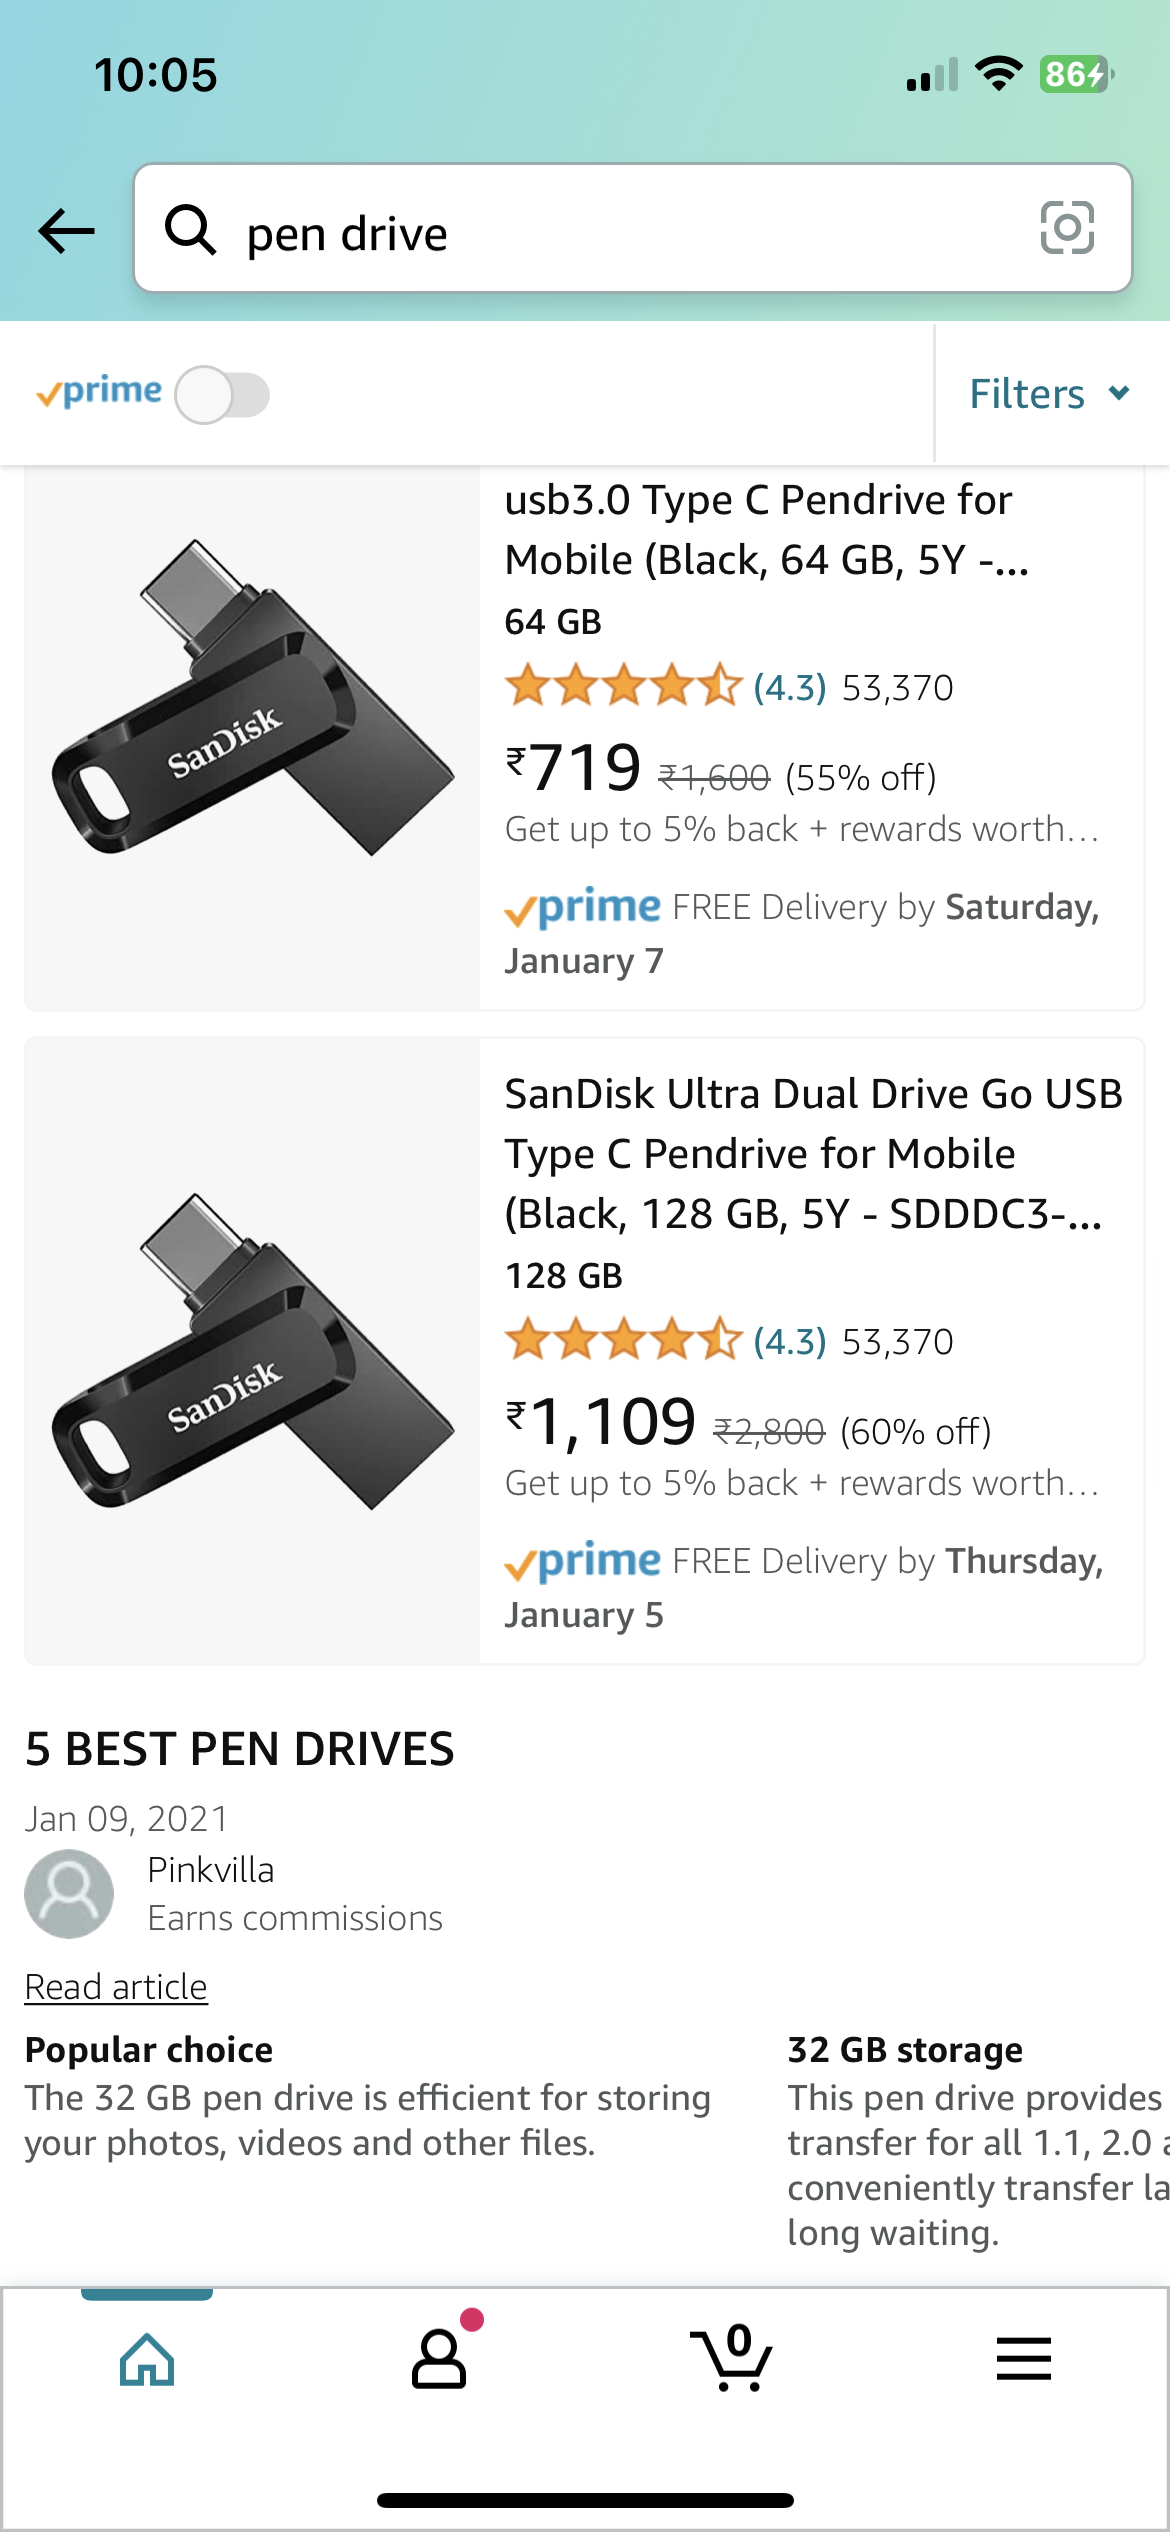 10:05
86
pen drive
prime
Filters
usb3.0 Type C Pendrive for
Mobile (Black, 64 GB, 5Y -...
64 GB
(4.3) 53,370
₹719 ₹1,600 (55% off)
Get up to 5% back + rewards worth...
prime FREE Delivery by Saturday,
January 7
SanDisk
SanDisk Ultra Dual Drive Go USB
Type C Pendrive for Mobile
(Black, 128 GB, 5Y - SDDDC3-...
128 GB
(4.3) 53,370
₹1,109 ₹2,800 (60% off)
Get up to 5% back + rewards worth...
prime FREE Delivery by Thursday,
January 5
SanDisk
5 BEST PEN DRIVES
Jan 09, 2021
Pinkvilla
Earns commissions
Read article
Popular choice
The 32 GB pen drive is efficient for storing
your photos, videos and other files.
32 GB storage
This pen drive provides
transfer for all 1.1, 2.0
conveniently transfer la
long waiting.
0